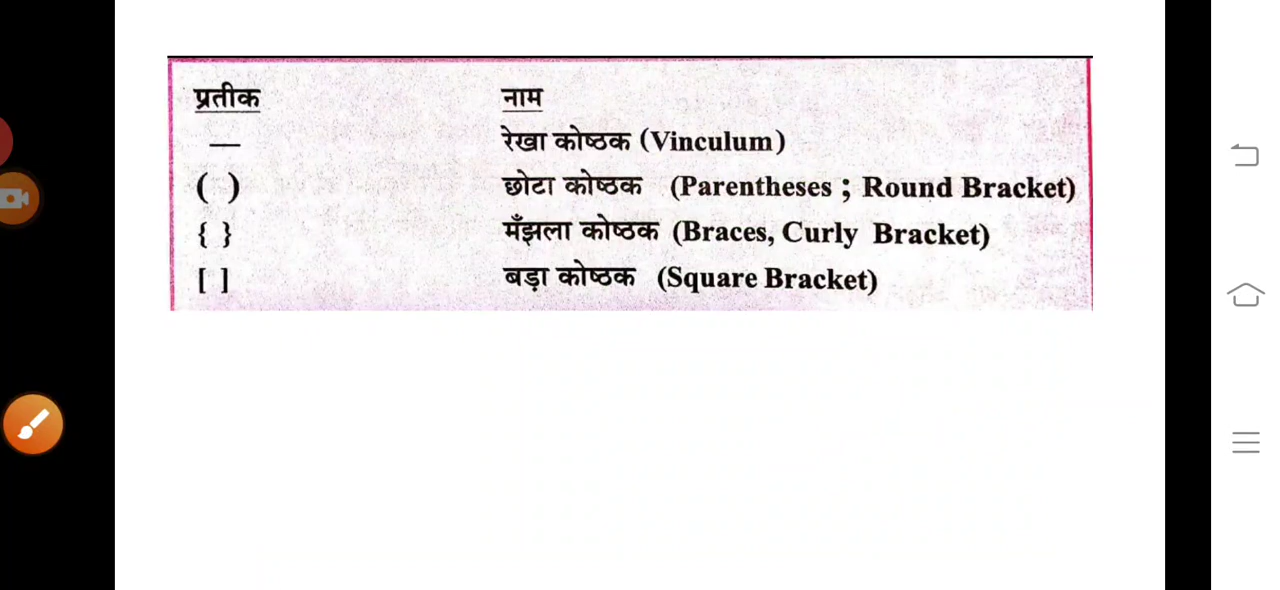 प्रतीक नाम
— रेखा कोष्ठक (Vinculum)
( ) छोटा कोष्ठक (Parentheses ; Round Bracket)
{ } मँझला कोष्ठक (Braces, Curly Bracket)
[ ] बड़ा कोष्ठक (Square Bracket)